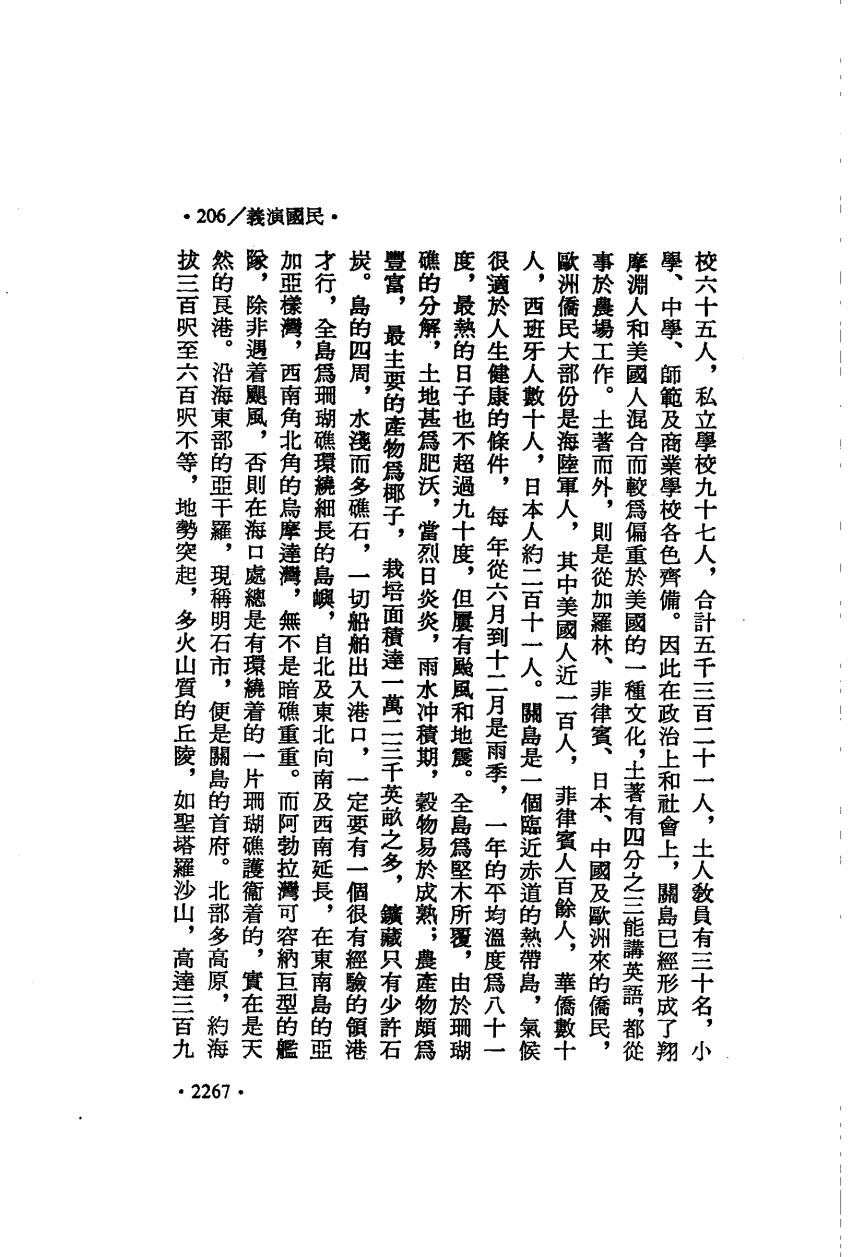 ·206／義演國民·
校六十五人，私立學校九十七人，合計五千三百二十一人，土人教員有三十名，小
學、中學、師範及商業學校各色齊備。因此在政治上和社會上，關島已經形成了翔
摩淵人和美國人混合而較爲偏重於美國的一種文化，土著有四分之三能講英語，都從
事於農場工作。土著而外，則是從加羅林、菲律賓、日本、中國及歐洲來的僑民，
歐洲僑民大部份是海陸軍人，其中美國人近一百人，菲律賓人百餘人，華僑數十
人，西班牙人數十人，日本人約二百十一人。關島是一個臨近赤道的熱帶島，氣候
很適於人生健康的條件，每年從六月到十二月是雨季，一年的平均溫度爲八十一
度，最熱的日子也不超過九十度，但屢有颱風和地震。全島爲堅木所覆，由於珊瑚
礁的分解，土地甚爲肥沃，當烈日炎炎，雨水冲積期，穀物易於成熟；農產物頗爲
豐富，最主要的產物爲椰子，栽培面積達一萬二三千英畝之多，鑛藏只有少許石
炭。島的四周，水淺而多礁石，一切船舶出入港口，一定要有一個很有經驗的領港
才行，全島爲珊瑚礁環繞細長的島嶼，自北及東北向南及西南延長，在東南島的亞
加亞樣灣，西南角北角的烏摩達灣，無不是暗礁重重。而阿勃拉灣可容納巨型的艦
隊，除非遇着颶風，否則在海口處總是有環繞着的一片珊瑚礁護衞着的，實在是天
然的良港。沿海東部的亞干羅，現稱明石市，便是關島的首府。北部多高原，約海
拔三百呎至六百呎不等，地勢突起，多火山質的丘陵，如聖塔羅沙山，高達三百九
·2267·